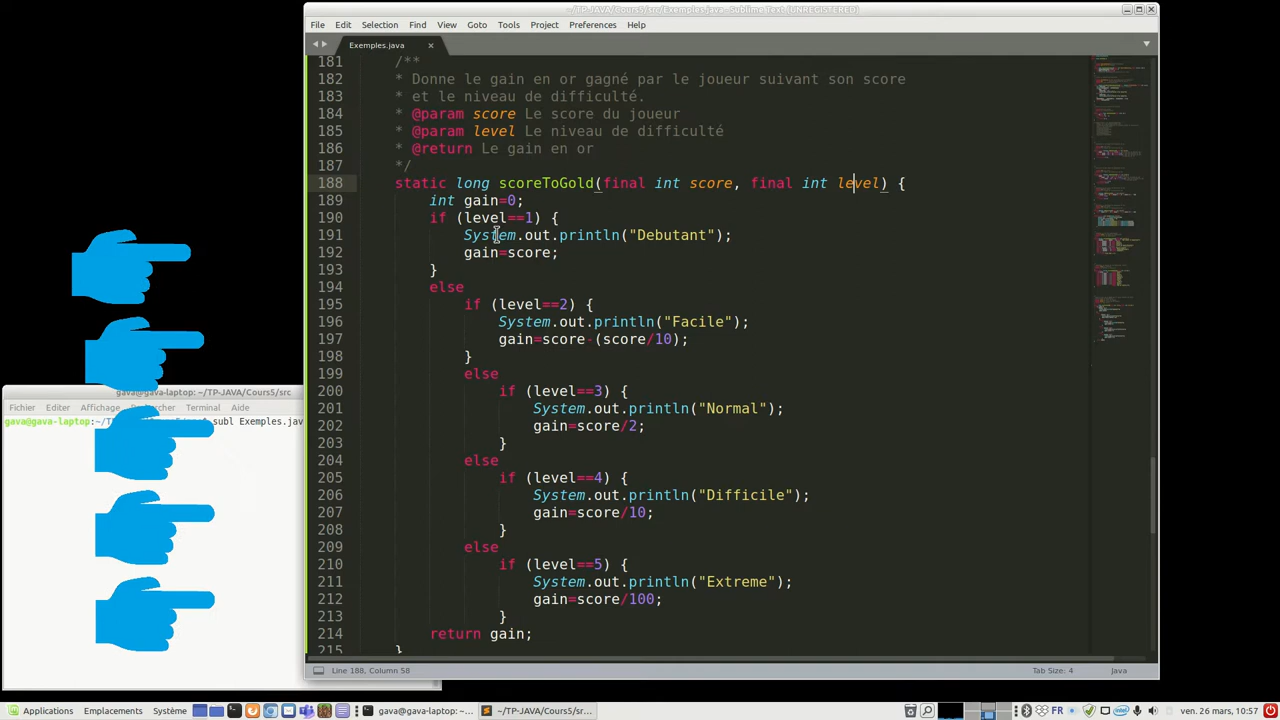 ~/TP-JAVA/Cours5/src/Exemples.java - Sublime Text (UNREGISTERED)
File Edit Selection Find View Goto Tools Project Preferences Help
Exemples.java
181 /**
182 * Donne le gain en or gagné par le joueur suivant son score
183 et le niveau de difficulté.
184 * @param score Le score du joueur
185 * @param level Le niveau de difficulté
186 * @return Le gain en or
187 */
188 static long scoreToGold(final int score, final int level) {
189 int gain=0;
190 if (level==1) {
191 System.out.println("Debutant");
192 gain=score;
193 }
194 else
195 if (level==2) {
196 System.out.println("Facile");
197 gain=score-(score/10);
198 }
199 else
200 if (level==3) {
201 System.out.println("Normal");
202 gain=score/2;
203 }
204 else
205 if (level==4) {
206 System.out.println("Difficile");
207 gain=score/10;
208 }
209 else
210 if (level==5) {
211 System.out.println("Extreme");
212 gain=score/100;
213 }
214 return gain;
215 }
Line 188, Column 58 Tab Size: 4 Java
gava@gava-laptop: ~/TP-JAVA/Cours5/src
Fichier Editer Affichage Rechercher Terminal Aide
gava@gava-laptop:~/TP subl Exemples.jav
Applications Emplacements Système gava@gava-laptop: ~/... ~/TP-JAVA/Cours5/sr... FR ven. 26 mars, 10:57